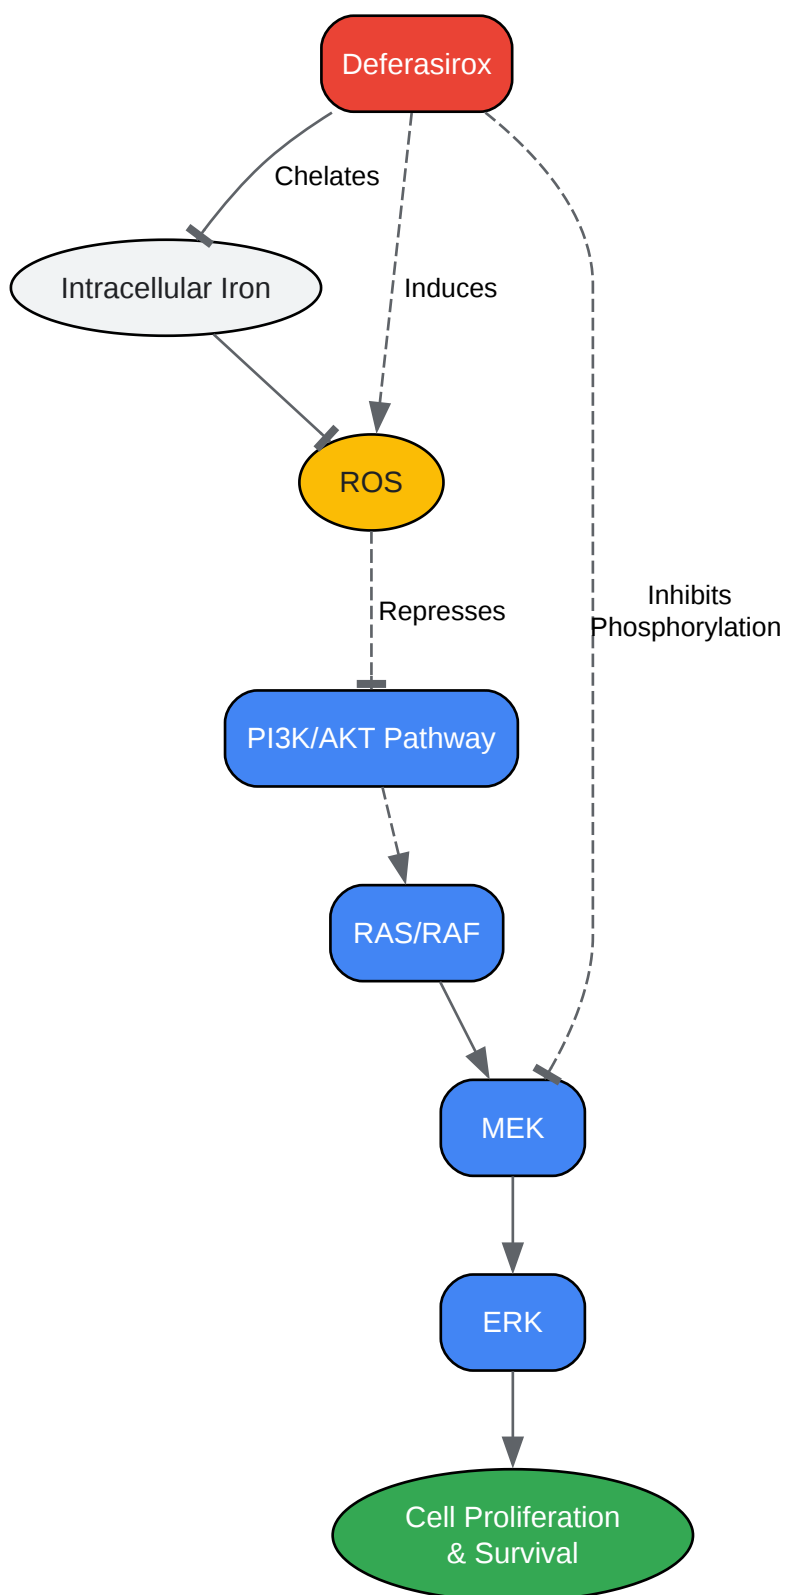 Deferasirox
Chelates
Intracellular Iron
Induces
ROS
Inhibits
Phosphorylation
Represses
PI3K/AKT Pathway
RAS/RAF
MEK
ERK
Cell Proliferation
& Survival